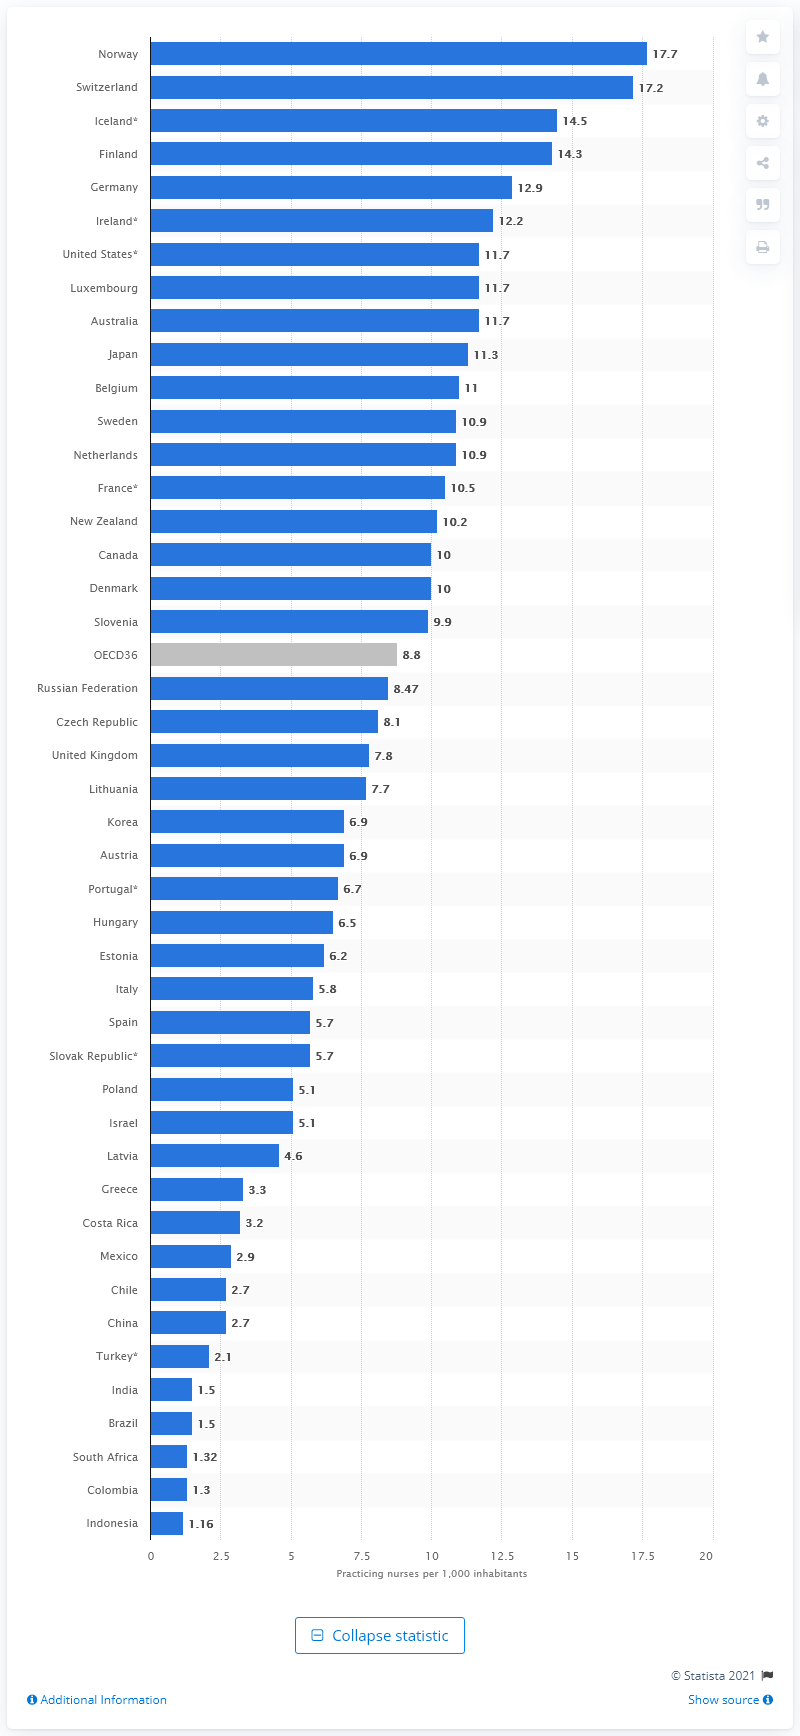 Norway 17.7
Switzerland 17.2
Iceland* 14.5
Finland 14.3
Germany 12.9
Ireland* 12.2
United States* 11.7
Luxembourg 11.7
Australia 11.7
Japan 11.3
Belgium 11
Sweden 10.9
Netherlands 10.9
France* 10.5
New Zealand 10.2
Canada 10
Denmark 10
Slovenia 9.9
OECD36 8.8
Russian Federation 8.47
Czech Republic 8.1
United Kingdom 7.8
Lithuania 7.7
Korea 6.9
Austria 6.9
Portugal* 6.7
Hungary 6.5
Estonia 6.2
Italy 5.8
Spain 5.7
Slovak Republic* 5.7
Poland 5.1
Israel 5.1
Latvia 4.6
Greece 3.3
Costa Rica 3.2
Mexico 2.9
Chile 2.7
China 2.7
Turkey* 2.1
India 1.5
Brazil 1.5
South Africa 1.32
Colombia 1.3
Indonesia 1.16
0 2.5 5 7.5 10 12.5 15 17.5 20
Practicing nurses per 1,000 inhabitants
Collapse statistic
© Statista 2021
Additional Information Show source